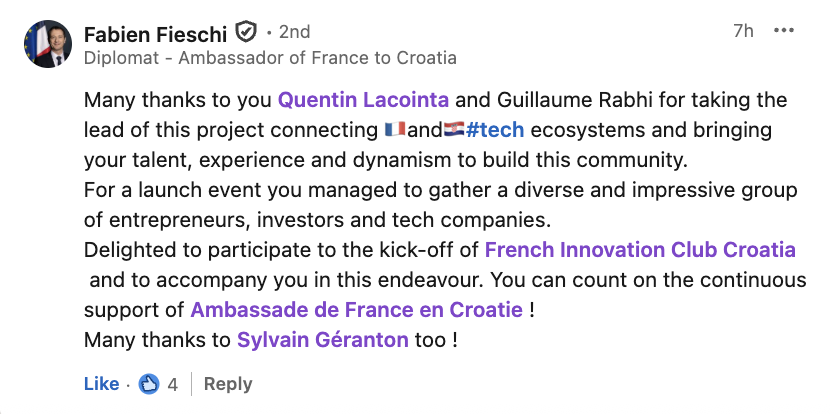 Fabien Fieschi · 2nd
7h •••
Diplomat - Ambassador of France to Croatia
Many thanks to you Quentin Lacointa and Guillaume Rabhi for taking the
lead of this project connecting 🇫🇷and🇭🇷#tech ecosystems and bringing
your talent, experience and dynamism to build this community.
For a launch event you managed to gather a diverse and impressive group
of entrepreneurs, investors and tech companies.
Delighted to participate to the kick-off of French Innovation Club Croatia
and to accompany you in this endeavour. You can count on the continuous
support of Ambassade de France en Croatie !
Many thanks to Sylvain Géranton too !
Like · 4 | Reply